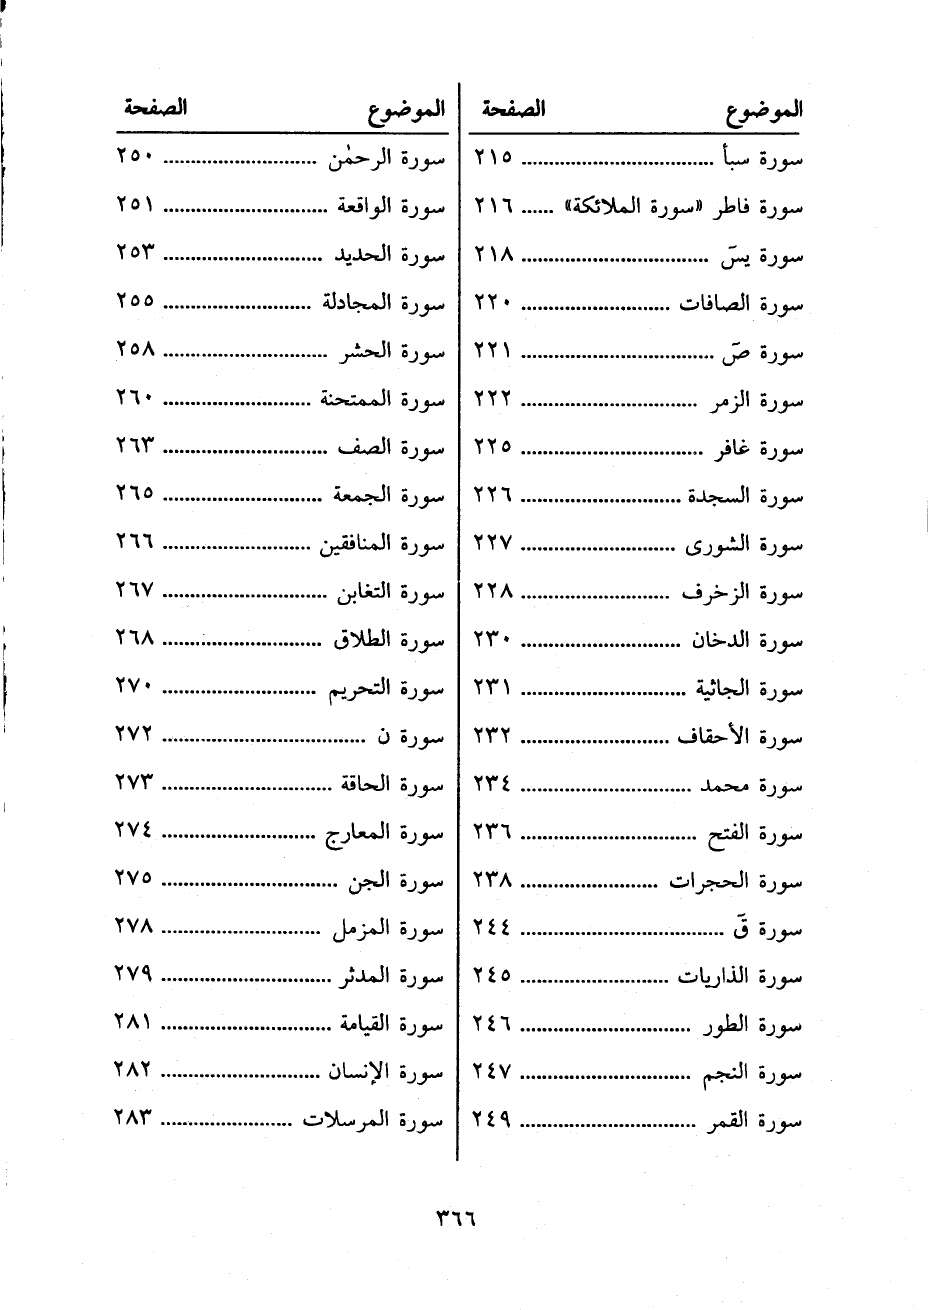 الموضوع الصفحة
سورة سبأ .................................. ٢١٥
سورة فاطر «سورة الملائكة» ...... ٢١٦
سورة يسَ .................................. ٢١٨
سورة الصافات ........................... ٢٢٠
سورة صَ ................................... ٢٢١
سورة الزمر ................................ ٢٢٢
سورة غافر ................................. ٢٢٥
سورة السجدة ............................. ٢٢٦
سورة الشورى ............................ ٢٢٧
سورة الزخرف ........................... ٢٢٨
سورة الدخان ............................. ٢٣٠
سورة الجاثية .............................. ٢٣١
سورة الأحقاف ........................... ٢٣٢
سورة محمد ............................... ٢٣٤
سورة الفتح ................................ ٢٣٦
سورة الحجرات ......................... ٢٣٨
سورة قَ ..................................... ٢٤٤
سورة الذاريات ........................... ٢٤٥
سورة الطور ............................... ٢٤٦
سورة النجم ............................... ٢٤٧
سورة القمر ................................ ٢٤٩
الموضوع الصفحة
سورة الرحمٰن ............................ ٢٥٠
سورة الواقعة .............................. ٢٥١
سورة الحديد ............................. ٢٥٣
سورة المجادلة ........................... ٢٥٥
سورة الحشر .............................. ٢٥٨
سورة الممتحنة ........................... ٢٦٠
سورة الصف .............................. ٢٦٣
سورة الجمعة ............................. ٢٦٥
سورة المنافقين ........................... ٢٦٦
سورة التغابن .............................. ٢٦٧
سورة الطلاق ............................. ٢٦٨
سورة التحريم ............................ ٢٧٠
سورة ن ..................................... ٢٧٢
سورة الحاقة ............................... ٢٧٣
سورة المعارج ............................ ٢٧٤
سورة الجن ................................ ٢٧٥
سورة المزمل ............................. ٢٧٨
سورة المدثر ............................... ٢٧٩
سورة القيامة ............................... ٢٨١
سورة الإنسان ............................. ٢٨٢
سورة المرسلات ........................ ٢٨٣
٣٦٦